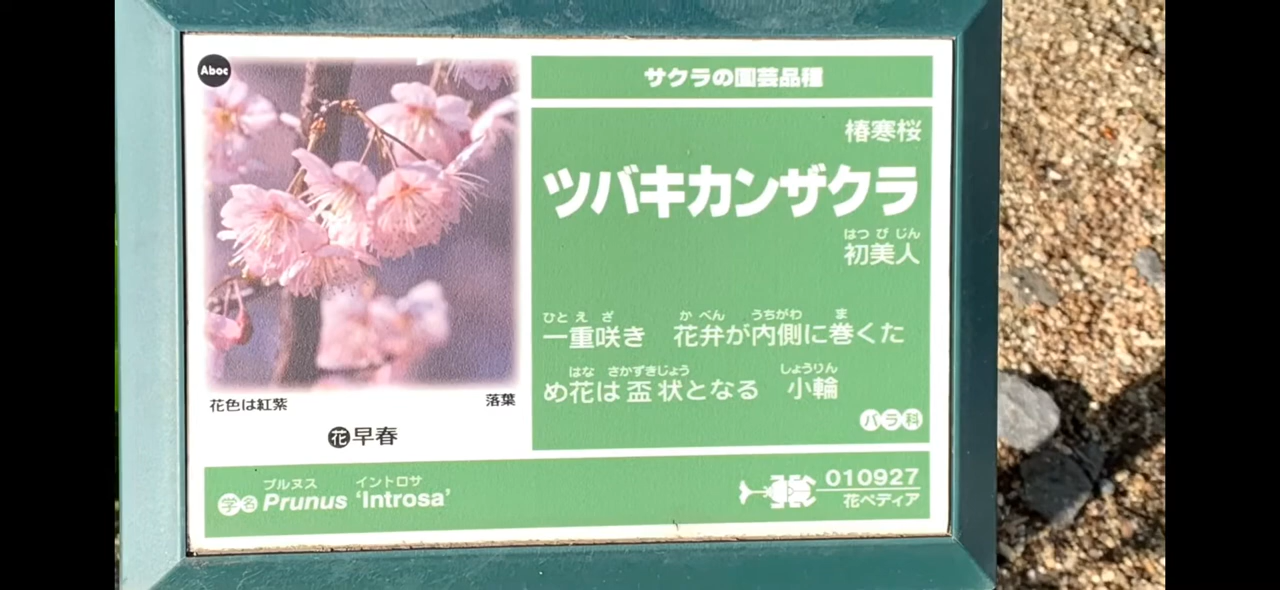 Aboc
サクラの園芸品種
椿寒桜
ツバキカンザクラ
はつ び じん
初美人
ひと え ざ か べん うちがわ ま
一重咲き 花弁が内側に巻くた
はな さかずきじょう しょうりん
め花は盃状となる 小輪
バラ科
花色は紅紫 落葉
花早春
プルヌス イントロサ
学名 Prunus ‘Introsa’
010927
花ペディア